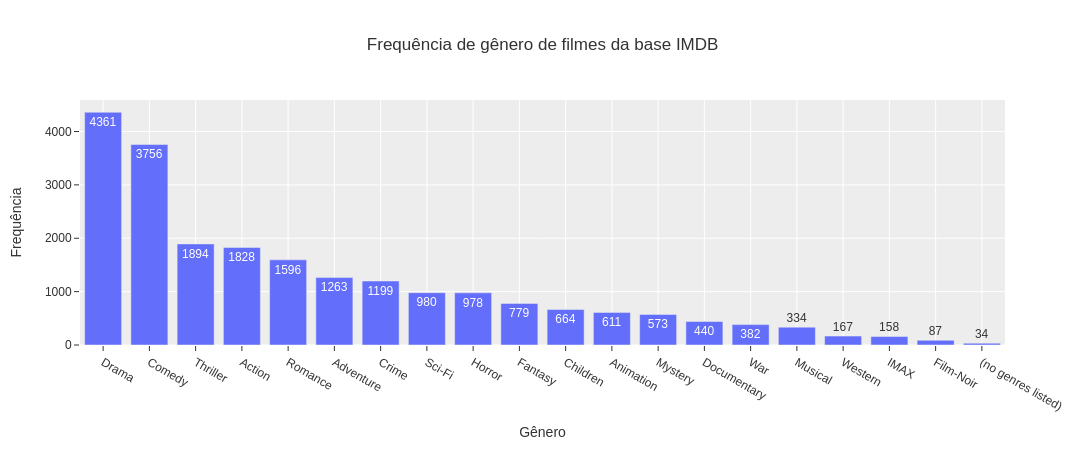 Frequência de gênero de filmes da base IMDB
Frequência
4000
3000
2000
1000
0
4361
3756
1894
1828
1596
1263
1199
980
978
779
664
611
573
440
382
334
167
158
87
34
Drama
Comedy
Thriller
Action
Romance
Adventure
Crime
Sci-Fi
Horror
Fantasy
Children
Animation
Mystery
Documentary
War
Musical
Western
IMAX
Film-Noir
(no genres listed)
Gênero